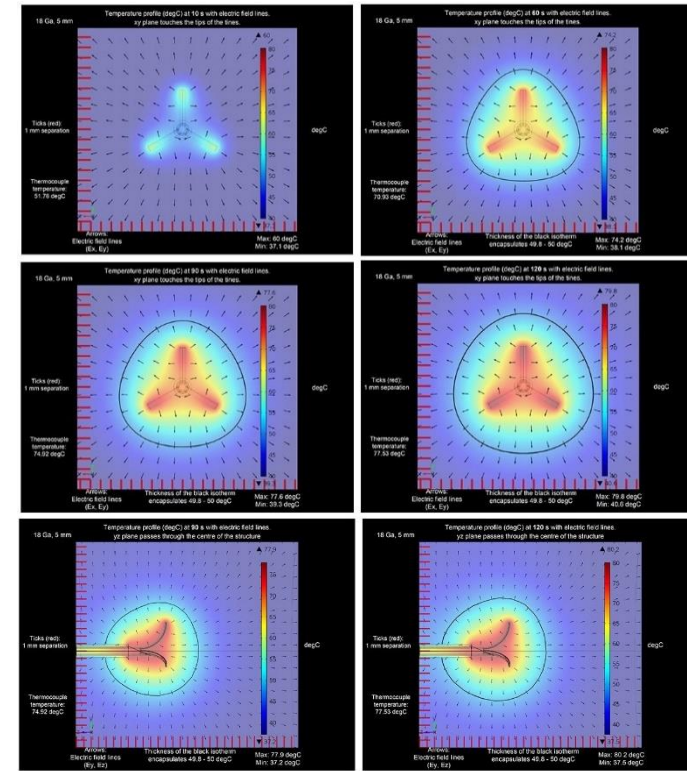 18 Ga, 5 mm
Temperature profile (degC) at 10 s with electric field lines.
xy plane touches the tips of the tines.
▲ 60
80
Ticks (red):
1 mm separation
degC
Thermocouple
temperature:
51.76 degC
Arrows:
Electric field lines
(Ex, Ey)
Max: 60 degC
Min: 37.1 degC
18 Ga, 5 mm
Temperature profile (degC) at 60 s with electric field lines.
xy plane touches the tips of the tines.
▲ 74.2
80
Ticks (red):
1 mm separation
degC
Thermocouple
temperature:
70.93 degC
Arrows:
Electric field lines
(Ex, Ey)
Thickness of the black isotherm
encapsulates 49.8 - 50 degC
Max: 74.2 degC
Min: 38.1 degC
18 Ga, 5 mm
Temperature profile (degC) at 90 s with electric field lines.
xy plane touches the tips of the tines.
▲ 77.6
80
Ticks (red):
1 mm separation
degC
Thermocouple
temperature:
Arrows:
Electric field lines
(Ex, Ey)
Thickness of the black isotherm
encapsulates 49.8 - 50 degC
Max: 77.6 degC
Min: 39.3 degC
18 Ga, 5 mm
Temperature profile (degC) at 120 s with electric field lines.
xy plane touches the tips of the tines.
▲ 79.8
80
Ticks (red):
1 mm separation
degC
Thermocouple
temperature:
77.53 degC
Arrows:
Electric field lines
(Ex, Ey)
Thickness of the black isotherm
encapsulates 49.8 - 50 degC
Max: 79.8 degC
Min: 40.6 degC
18 Ga, 5 mm
Temperature profile (degC) at 90 s with electric field lines.
yz plane passes through the centre of the structure
▲ 77.9
80
Ticks (red):
1 mm separation
degC
Thermocouple
temperature:
74.92 degC
Arrows:
Electric field lines
(Ey, Ez)
Thickness of the black isotherm
encapsulates 49.8 - 50 degC
Max: 77.9 degC
Min: 37.2 degC
18 Ga, 5 mm
Temperature profile (degC) at 120 s with electric field lines.
yz plane passes through the centre of the structure
▲ 80.2
80
Ticks (red):
1 mm separation
degC
Thermocouple
temperature:
77.53 degC
Arrows:
Electric field lines
(Ey, Ez)
Thickness of the black isotherm
encapsulates 49.8 - 50 degC
Max: 80.2 degC
Min: 37.5 degC